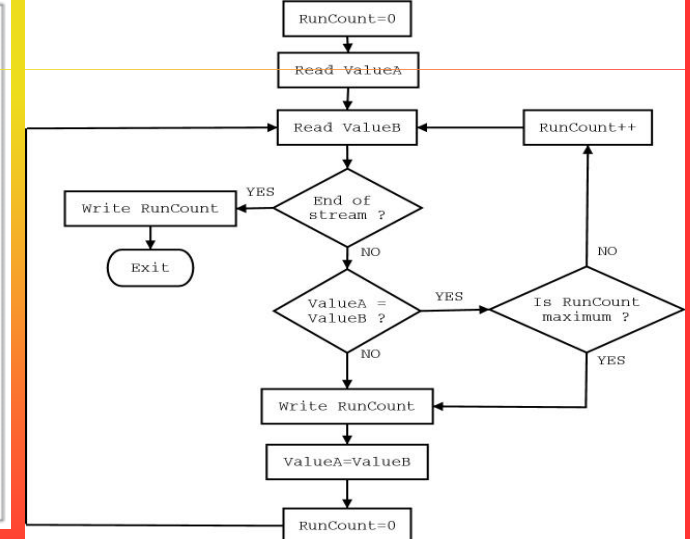 RunCount=0
Read ValueA
Read ValueB
RunCount++
YES
Write RunCount
End of
stream ?
Exit
NO
ValueA =
ValueB ?
YES
Is RunCount
maximum ?
NO
YES
NO
Write RunCount
ValueA=ValueB
RunCount=0